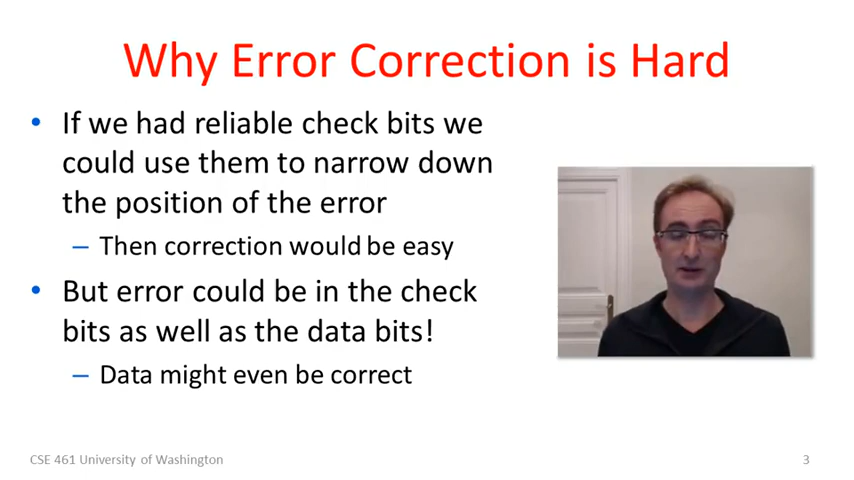 Why Error Correction is Hard
• If we had reliable check bits we
could use them to narrow down
the position of the error
– Then correction would be easy
• But error could be in the check
bits as well as the data bits!
– Data might even be correct
CSE 461 University of Washington
3